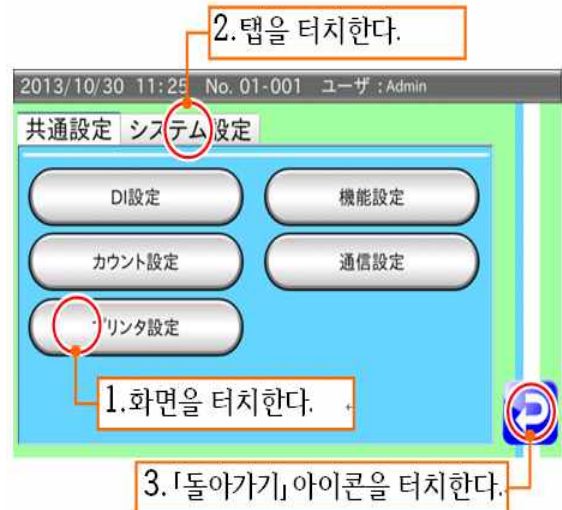 2.탭을 터치한다.
2013/10/30 11:25 No. 01-001 ユーザ :Admin
共通設定 システム設定
DI設定 機能設定
カウント設定 通信設定
プリンタ設定
1.화면을 터치한다.
3.「돌아가기」아이콘을 터치한다.